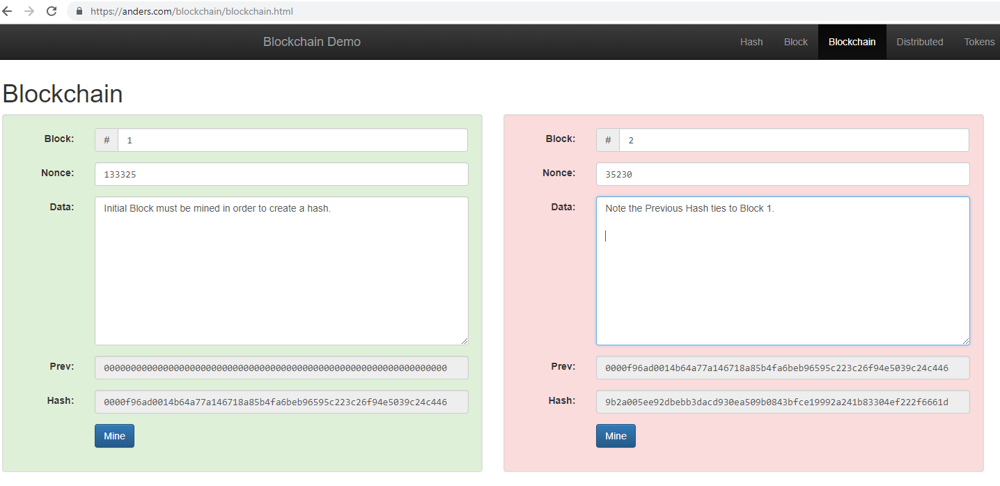 https://anders.com/blockchain/blockchain.html
Blockchain Demo
Hash Block Blockchain Distributed Tokens
Blockchain
Block: # 1
Nonce: 133325
Data: Initial Block must be mined in order to create a hash.
Prev: 0000000000000000000000000000000000000000000000000000000000000000
Hash: 0000f96ad0014b64a77a146718a85b4fa6beb96595c223c26f94e5039c24c446
Mine
Block: # 2
Nonce: 35230
Data: Note the Previous Hash ties to Block 1.
Prev: 0000f96ad0014b64a77a146718a85b4fa6beb96595c223c26f94e5039c24c446
Hash: 9b2a005ee92dbebb3dacd930ea509b0843bfce19992a241b83304ef222f6661d
Mine